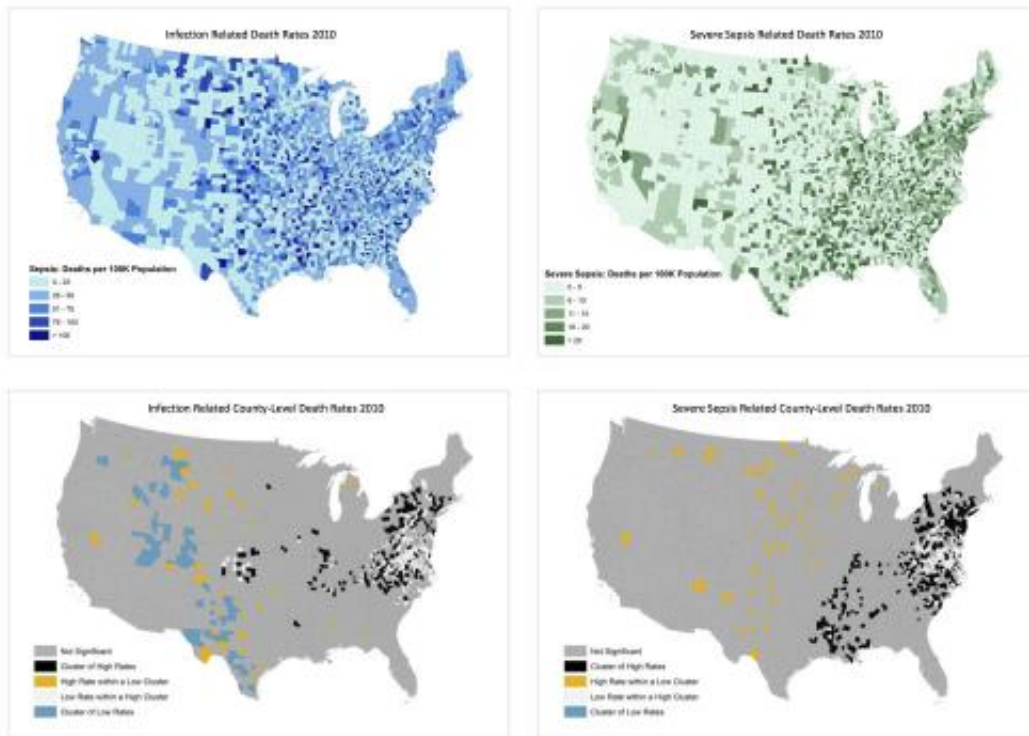 Infection Related Death Rates 2010
Sepsis: Deaths per 100K Population
> 100
Severe Sepsis Related Death Rates 2010
Severe Sepsis: Deaths per 100K Population
> 20
Infection Related County-Level Death Rates 2010
Not Significant
Cluster of High Rates
High Rate within a Low Cluster
Low Rate within a High Cluster
Cluster of Low Rates
Severe Sepsis Related County-Level Death Rates 2010
Not Significant
Cluster of High Rates
High Rate within a Low Cluster
Low Rate within a High Cluster
Cluster of Low Rates